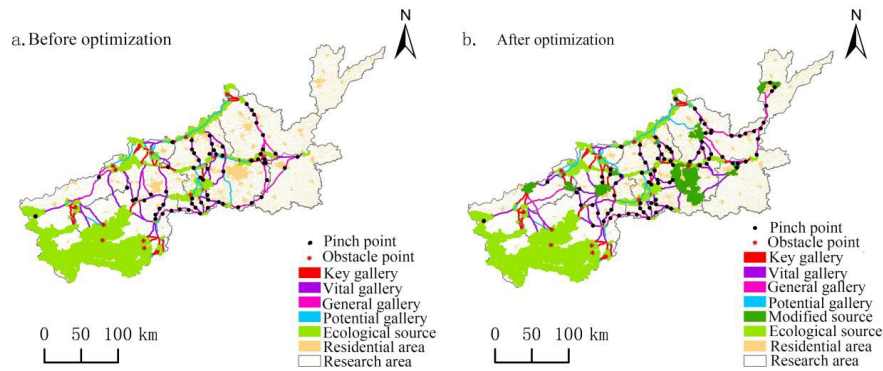 a. Before optimization
N
Pinch point
Obstacle point
Key gallery
Vital gallery
General gallery
Potential gallery
Ecological source
Residential area
Research area
0 50 100 km
b. After optimization
N
Pinch point
Obstacle point
Key gallery
Vital gallery
General gallery
Potential gallery
Modified source
Ecological source
Residential area
Research area
0 50 100 km